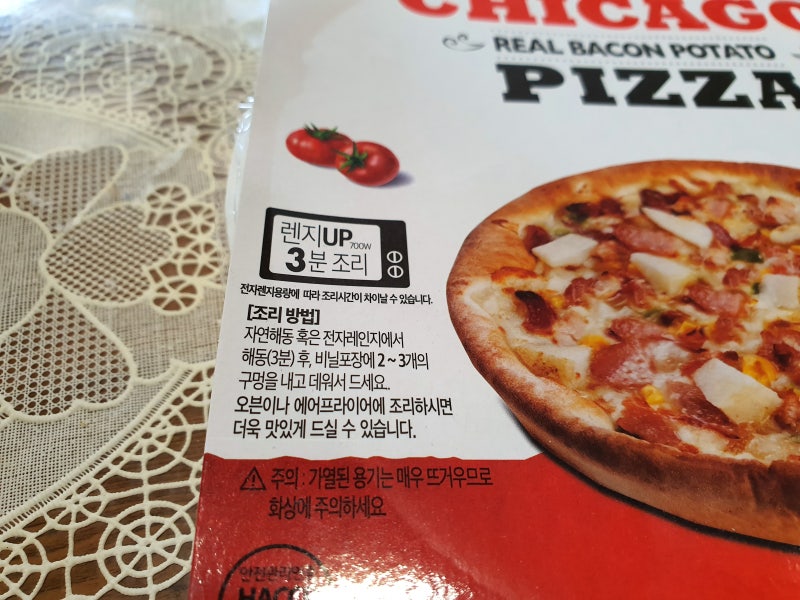 CHICAGO
REAL BACON POTATO
PIZZA
렌지UP 700W
3분 조리
전자렌지용량에 따라 조리시간이 차이날 수 있습니다.
[조리 방법]
자연해동 혹은 전자레인지에서
해동(3분) 후, 비닐포장에 2~3개의
구멍을 내고 데워서 드세요.
오븐이나 에어프라이어에 조리하시면
더욱 맛있게 드실 수 있습니다.
주의 : 가열된 용기는 매우 뜨거우므로
화상에 주의하세요
안전관리인증
HACC